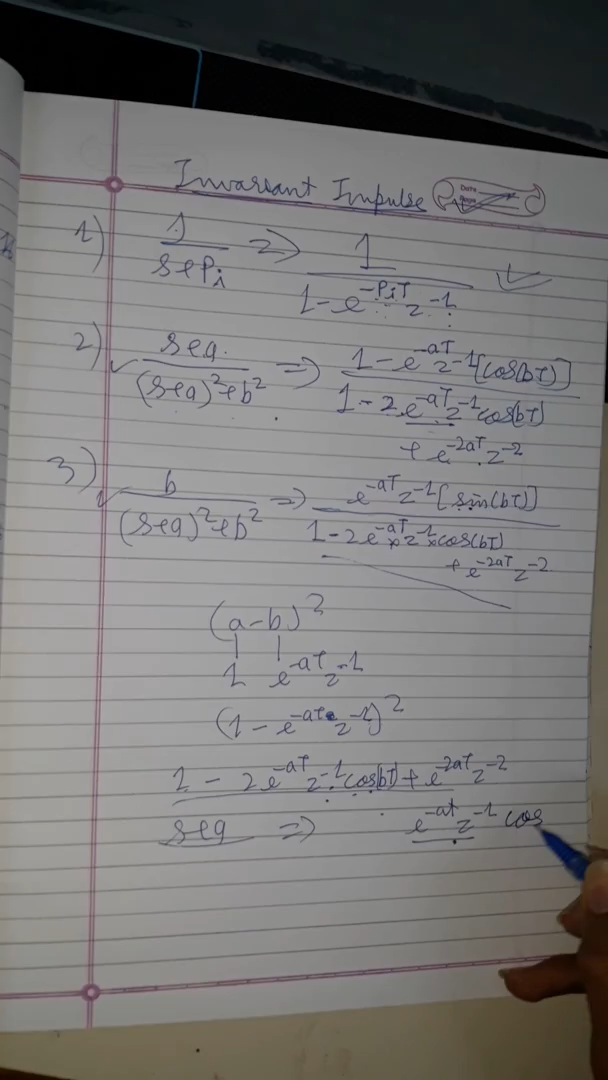 Invariant Impulse
1) 1/(s+Pi) => 1/(1-e^-PiT z^-1)
2) (s+a)/((s+a)^2+b^2) => (1-e^-aT z^-1[cos(bT)])/(1-2e^-aT z^-1 cos(bT) + e^-2aT z^-2)
3) b/((s+a)^2+b^2) => (e^-aT z^-1[sin(bT)])/(1-2e^-aT z^-1 cos(bT) + e^-2aT z^-2)
(a-b)^2
1 e^-aT z^-1
(1-e^-aT z^-1)^2
1 - 2e^-aT z^-1 cos(bT) + e^-2aT z^-2
s+a => e^-aT z^-1 cos